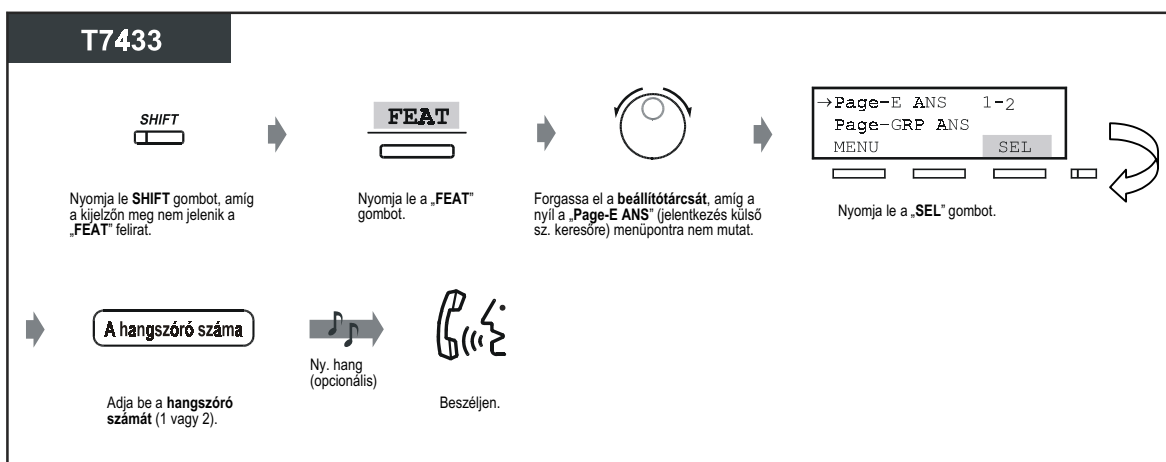 T7433
SHIFT
Nyomja le SHIFT gombot, amíg
a kijelzőn meg nem jelenik a
„FEAT” felirat.
FEAT
Nyomja le a „FEAT”
gombot.
Forgassa el a beállítótárcsát, amíg a
nyíl a „Page-E ANS” (jelentkezés külső
sz. keresőre) menüpontra nem mutat.
→Page-E ANS 1-2
Page-GRP ANS
MENU SEL
Nyomja le a „SEL” gombot.
A hangszóró száma
Adja be a hangszóró
számát (1 vagy 2).
Ny. hang
(opcionális)
Beszéljen.